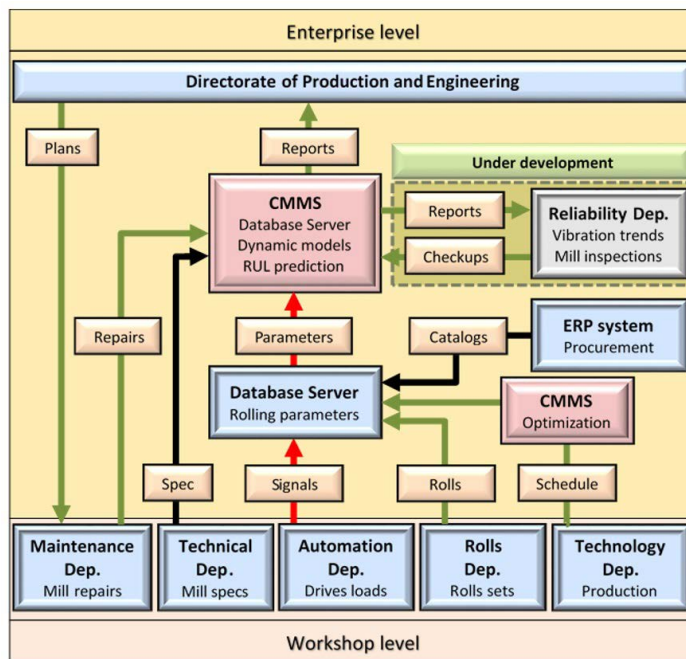 Enterprise level
Directorate of Production and Engineering
Plans
Reports
Under development
CMMS
Database Server
Dynamic models
RUL prediction
Reports
Checkups
Reliability Dep.
Vibration trends
Mill inspections
Repairs
Parameters
Catalogs
ERP system
Procurement
Database Server
Rolling parameters
CMMS
Optimization
Spec
Signals
Rolls
Schedule
Maintenance
Dep.
Mill repairs
Technical
Dep.
Mill specs
Automation
Dep.
Drives loads
Rolls
Dep.
Rolls sets
Technology
Dep.
Production
Workshop level